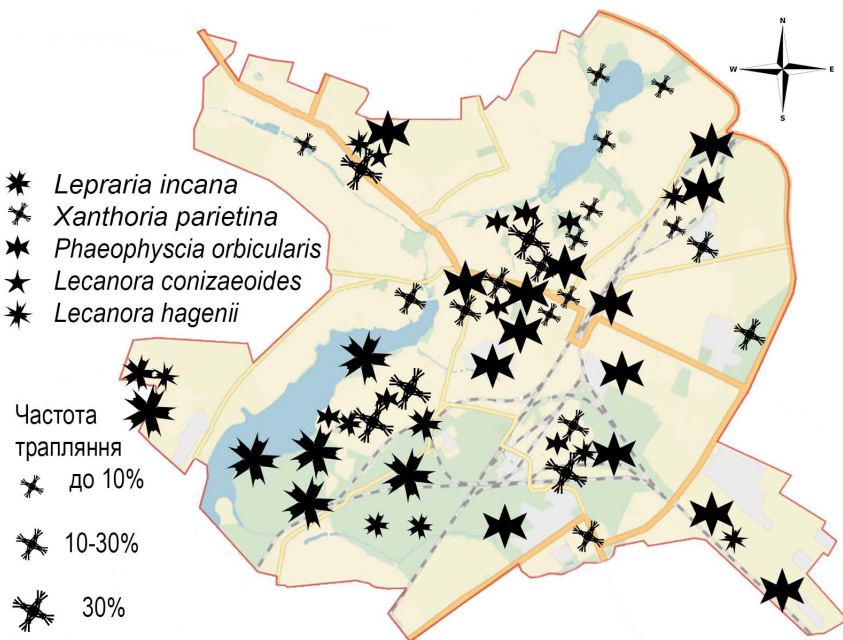 N
W
E
S
Lepraria incana
Xanthoria parietina
Phaeophyscia orbicularis
Lecanora conizaeoides
Lecanora hagenii
Частота
трапляння
до 10%
10-30%
30%